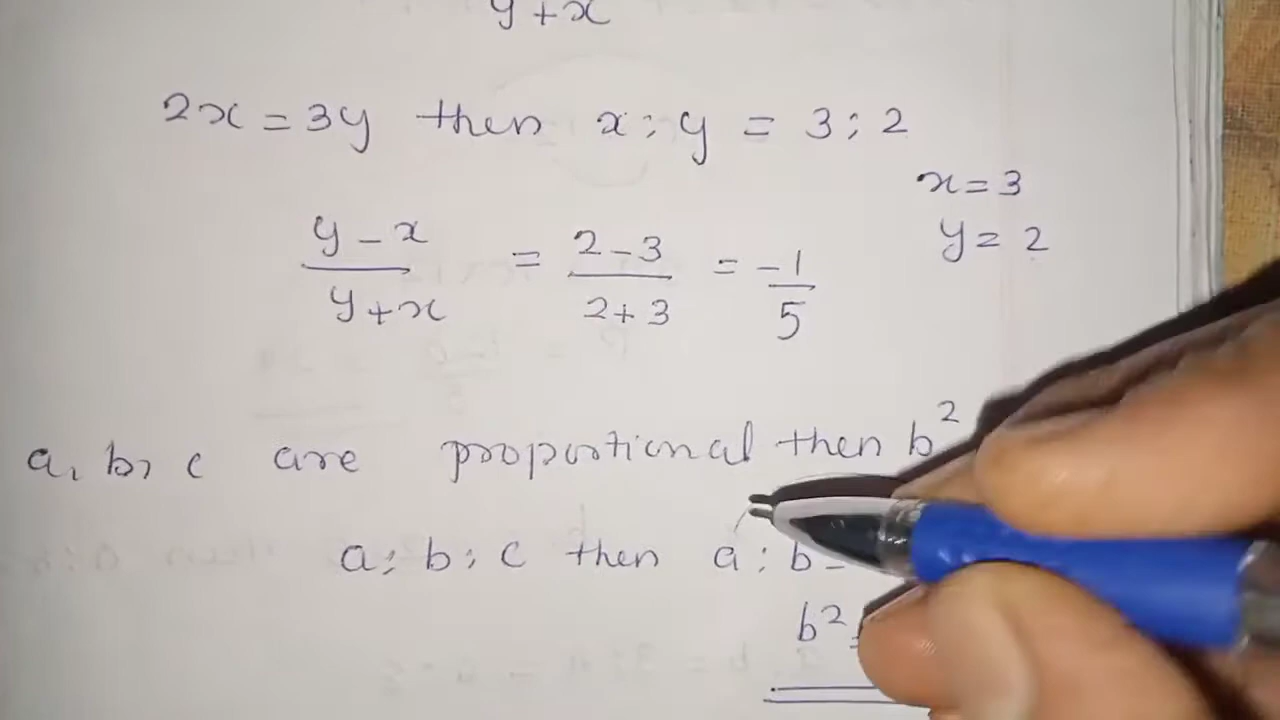 y+x
2x = 3y then x : y = 3 : 2
x = 3
y = 2
y - x / y + x = 2 - 3 / 2 + 3 = -1 / 5
a, b, c are proportional then b²
a : b : c then a : b =
b² =